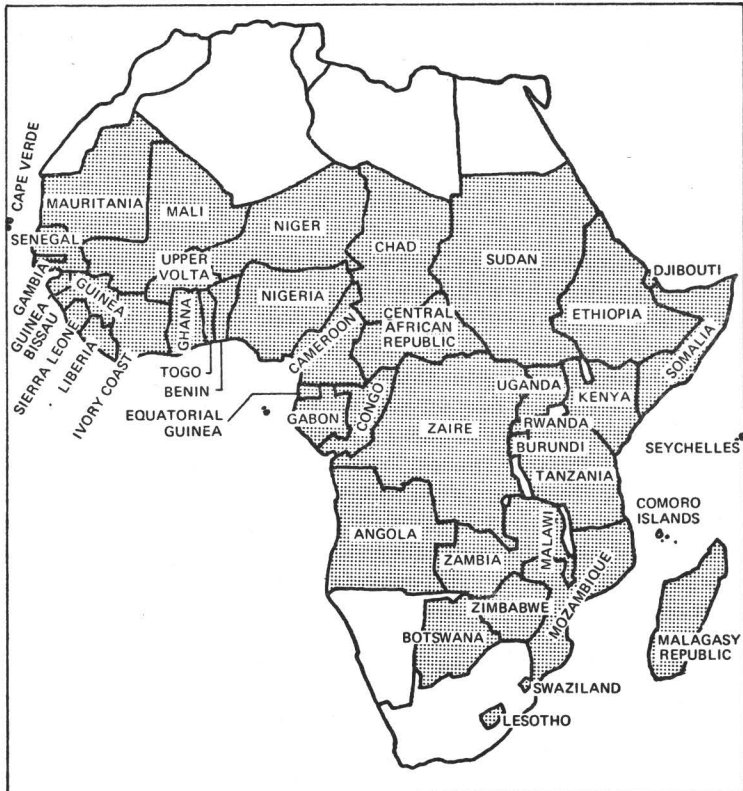 CAPE VERDE
MAURITANIA
MALI
NIGER
CHAD
SUDAN
SENEGAL
UPPER
VOLTA
DJIBOUTI
GAMBIA
GUINEA
NIGERIA
ETHIOPIA
GUINEA
BISSAU
GHANA
CENTRAL
AFRICAN
REPUBLIC
SOMALIA
SIERRA LEONE
LIBERIA
IVORY COAST
CAMEROON
TOGO
BENIN
UGANDA
KENYA
EQUATORIAL
GUINEA
GABON
CONGO
ZAIRE
RWANDA
BURUNDI
SEYCHELLES
TANZANIA
COMORO
ISLANDS
ANGOLA
MALAWI
ZAMBIA
MOZAMBIQUE
ZIMBABWE
BOTSWANA
MALAGASY
REPUBLIC
SWAZILAND
LESOTHO